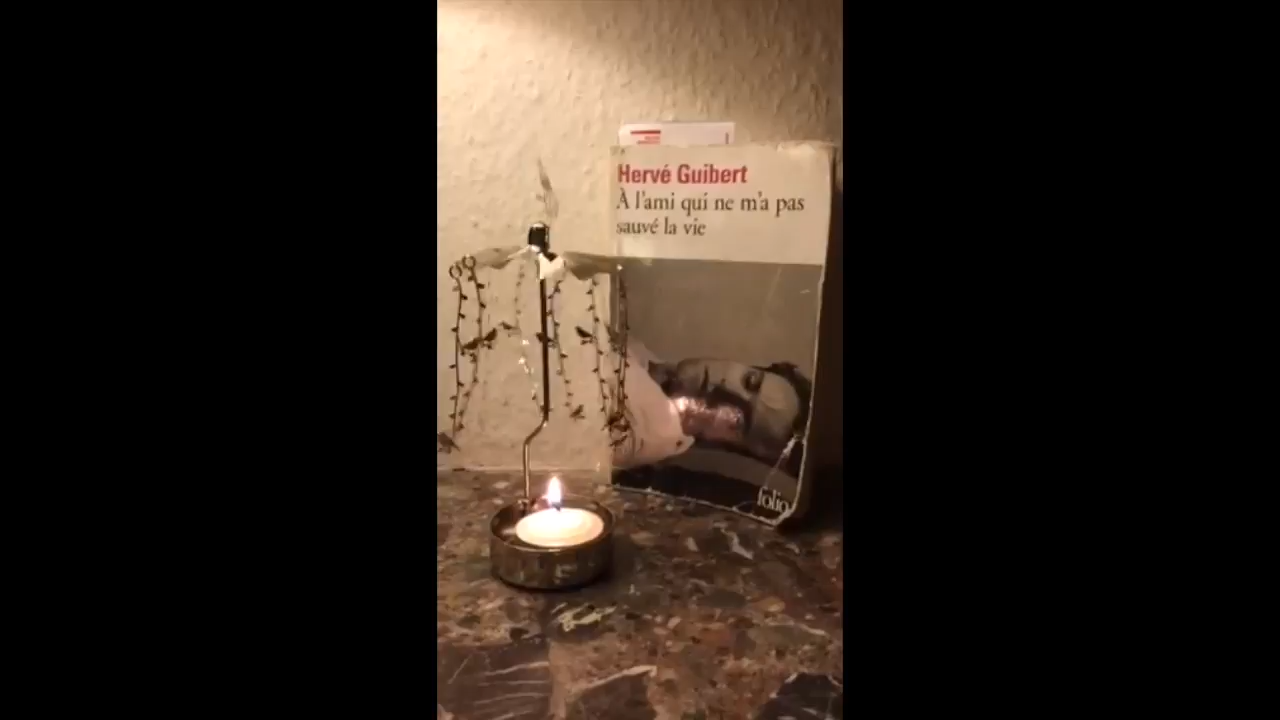 Hervé Guibert
À l'ami qui ne m'a pas
sauvé la vie
folio